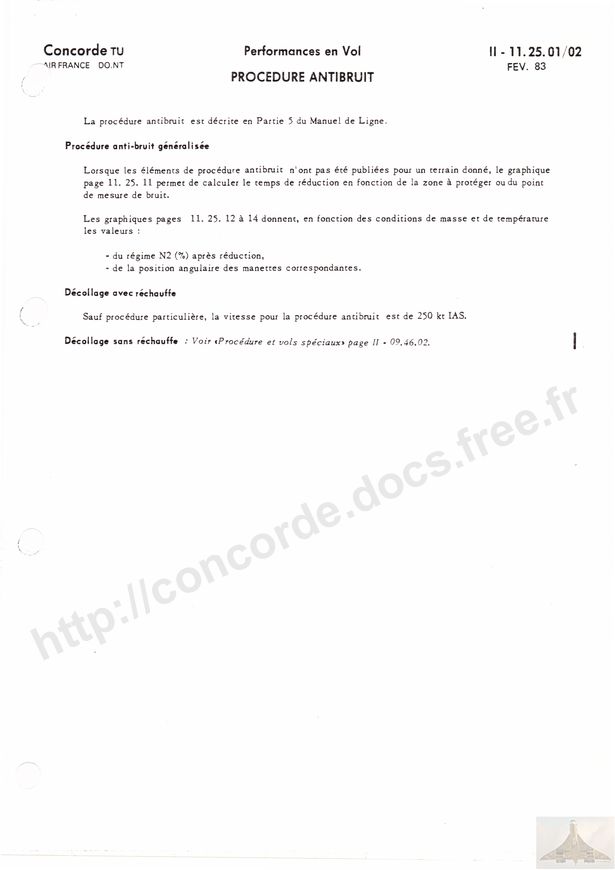 Concorde TU
AIR FRANCE DO.NT
Performances en Vol
PROCEDURE ANTIBRUIT
II - 11.25.01/02
FEV. 83
La procédure antibruit est décrite en Partie 5 du Manuel de Ligne.
Procédure anti-bruit généralisée
Lorsque les éléments de procédure antibruit n'ont pas été publiées pour un terrain donné, le graphique
page 11. 25. 11 permet de calculer le temps de réduction en fonction de la zone à protéger ou du point
de mesure de bruit.
Les graphiques pages 11. 25. 12 à 14 donnent, en fonction des conditions de masse et de température
les valeurs :
- du régime N2 (%) après réduction,
- de la position angulaire des manettes correspondantes.
Décollage avec réchauffe
Sauf procédure particulière, la vitesse pour la procédure antibruit est de 250 kt IAS.
Décollage sans réchauffe : Voir «Procédure et vols spéciaux» page II - 09.46.02.
http://concorde.docs.free.fr